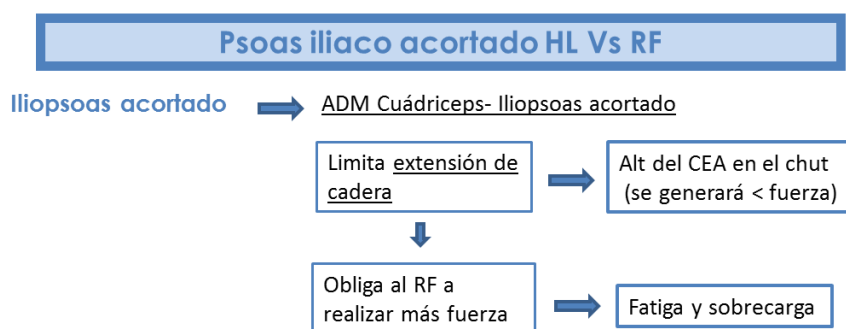 Psoas iliaco acortado HL Vs RF
Iliopsoas acortado
ADM Cuádriceps- Iliopsoas acortado
Limita extensión de
cadera
Alt del CEA en el chut
(se generará < fuerza)
Obliga al RF a
realizar más fuerza
Fatiga y sobrecarga